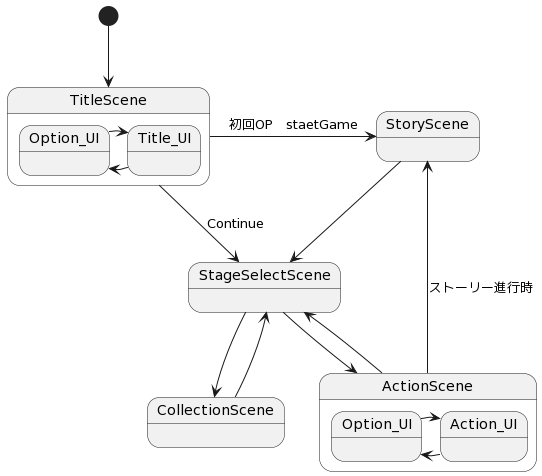 TitleScene
Option_UI
Title_UI
初回OP　staetGame
StoryScene
Continue
StageSelectScene
ストーリー進行時
CollectionScene
ActionScene
Option_UI
Action_UI